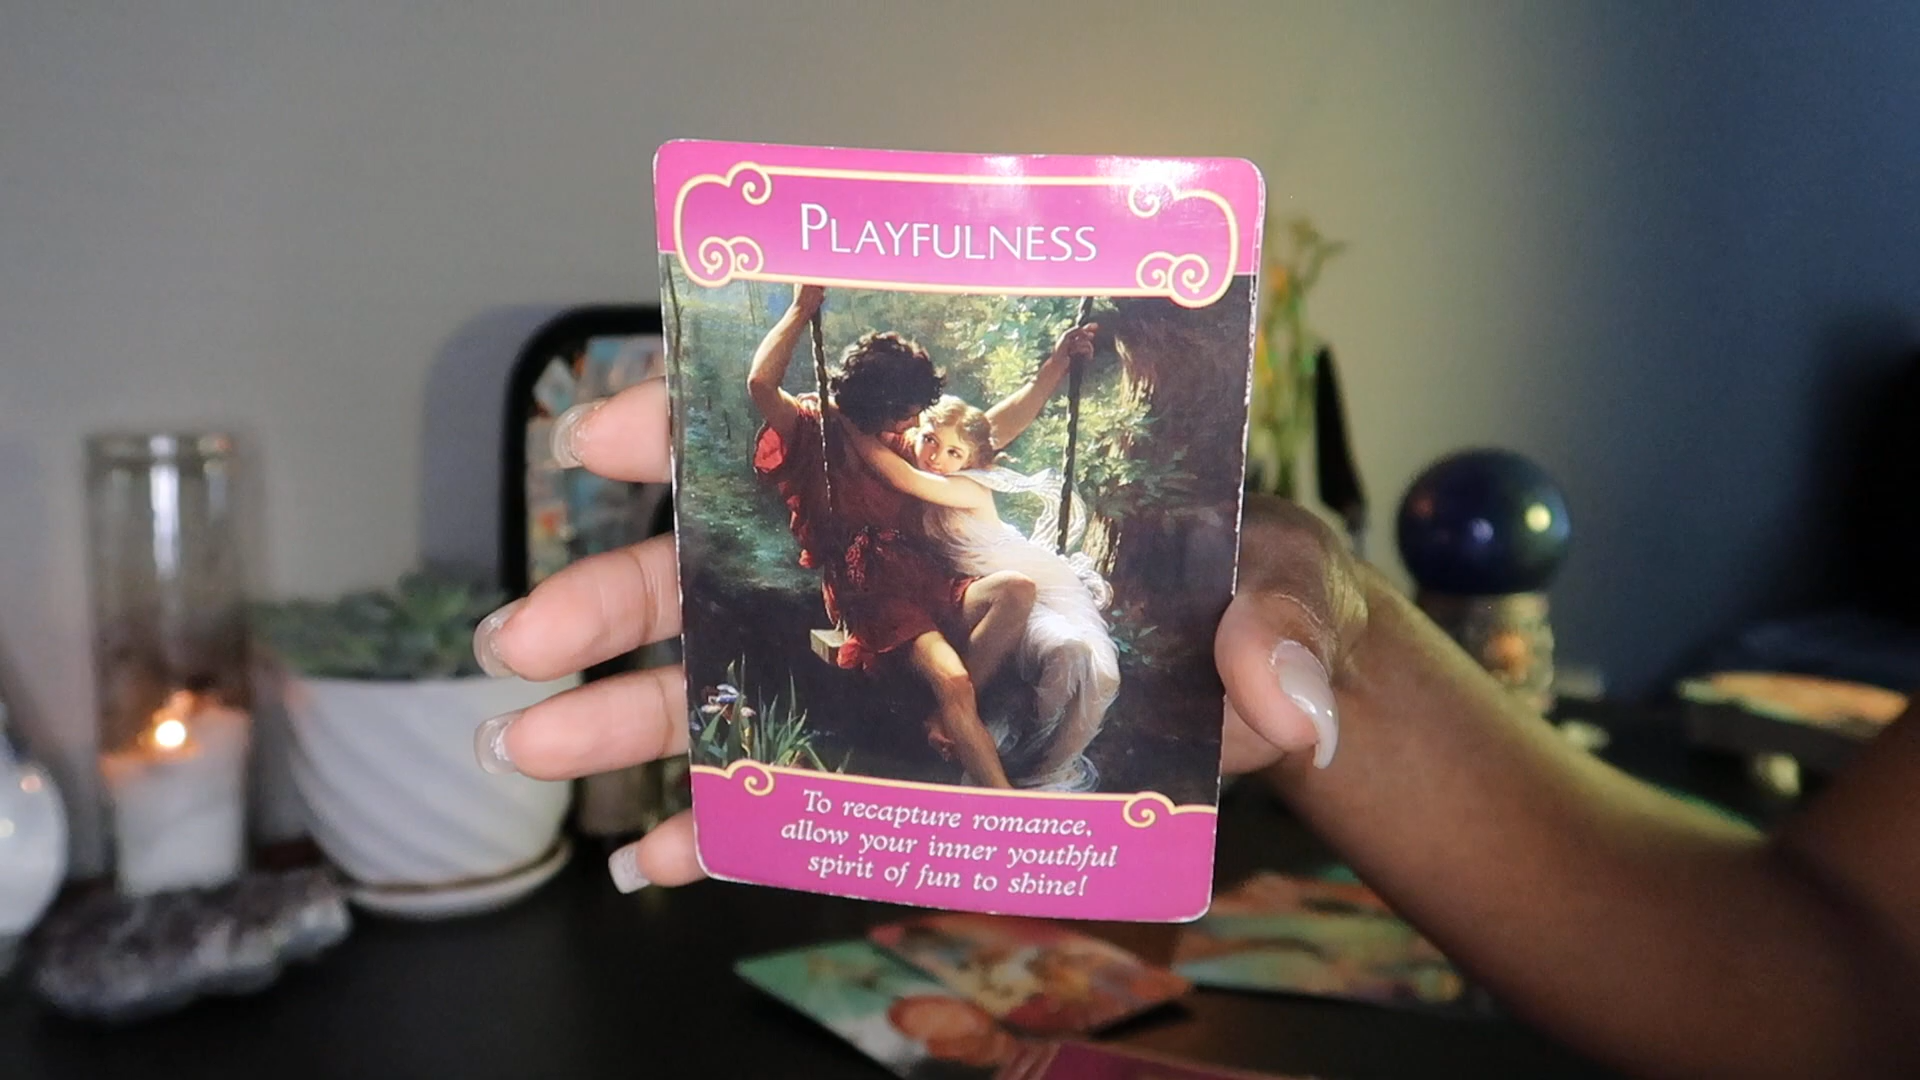 PLAYFULNESS
To recapture romance,
allow your inner youthful
spirit of fun to shine!